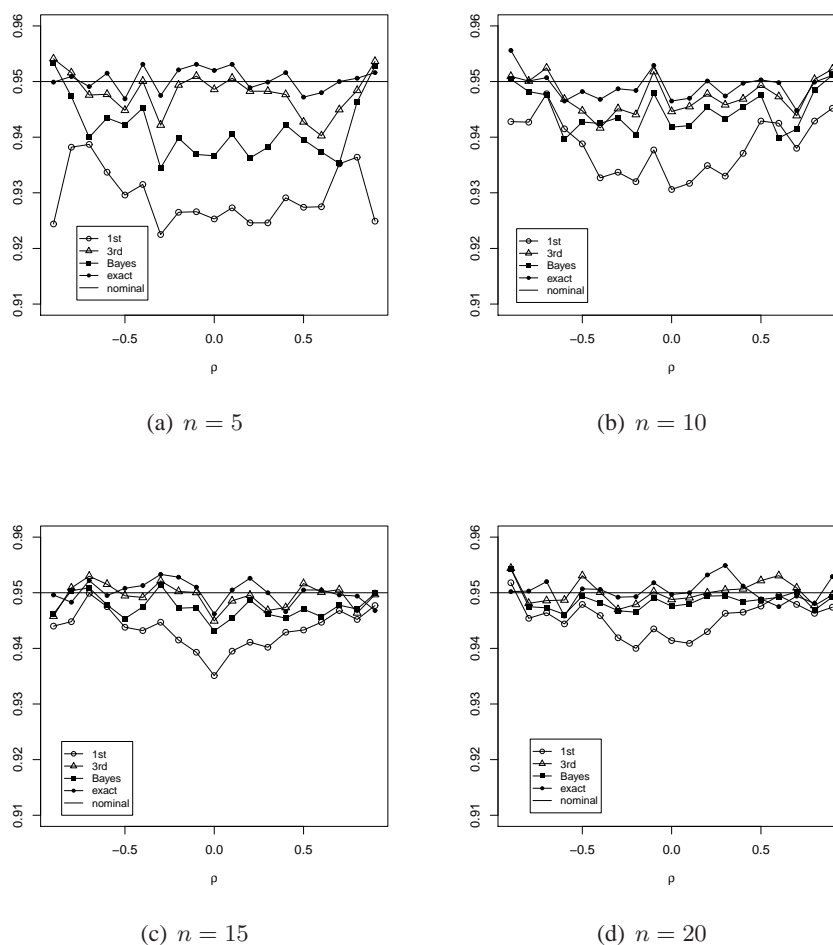 0.96
0.95
0.94
0.93
0.92
0.91
1st
3rd
Bayes
exact
nominal
−0.5 0.0 0.5
ρ
(a) n = 5
0.96
0.95
0.94
0.93
0.92
0.91
1st
3rd
Bayes
exact
nominal
−0.5 0.0 0.5
ρ
(b) n = 10
0.96
0.95
0.94
0.93
0.92
0.91
1st
3rd
Bayes
exact
nominal
−0.5 0.0 0.5
ρ
(c) n = 15
0.96
0.95
0.94
0.93
0.92
0.91
1st
3rd
Bayes
exact
nominal
−0.5 0.0 0.5
ρ
(d) n = 20